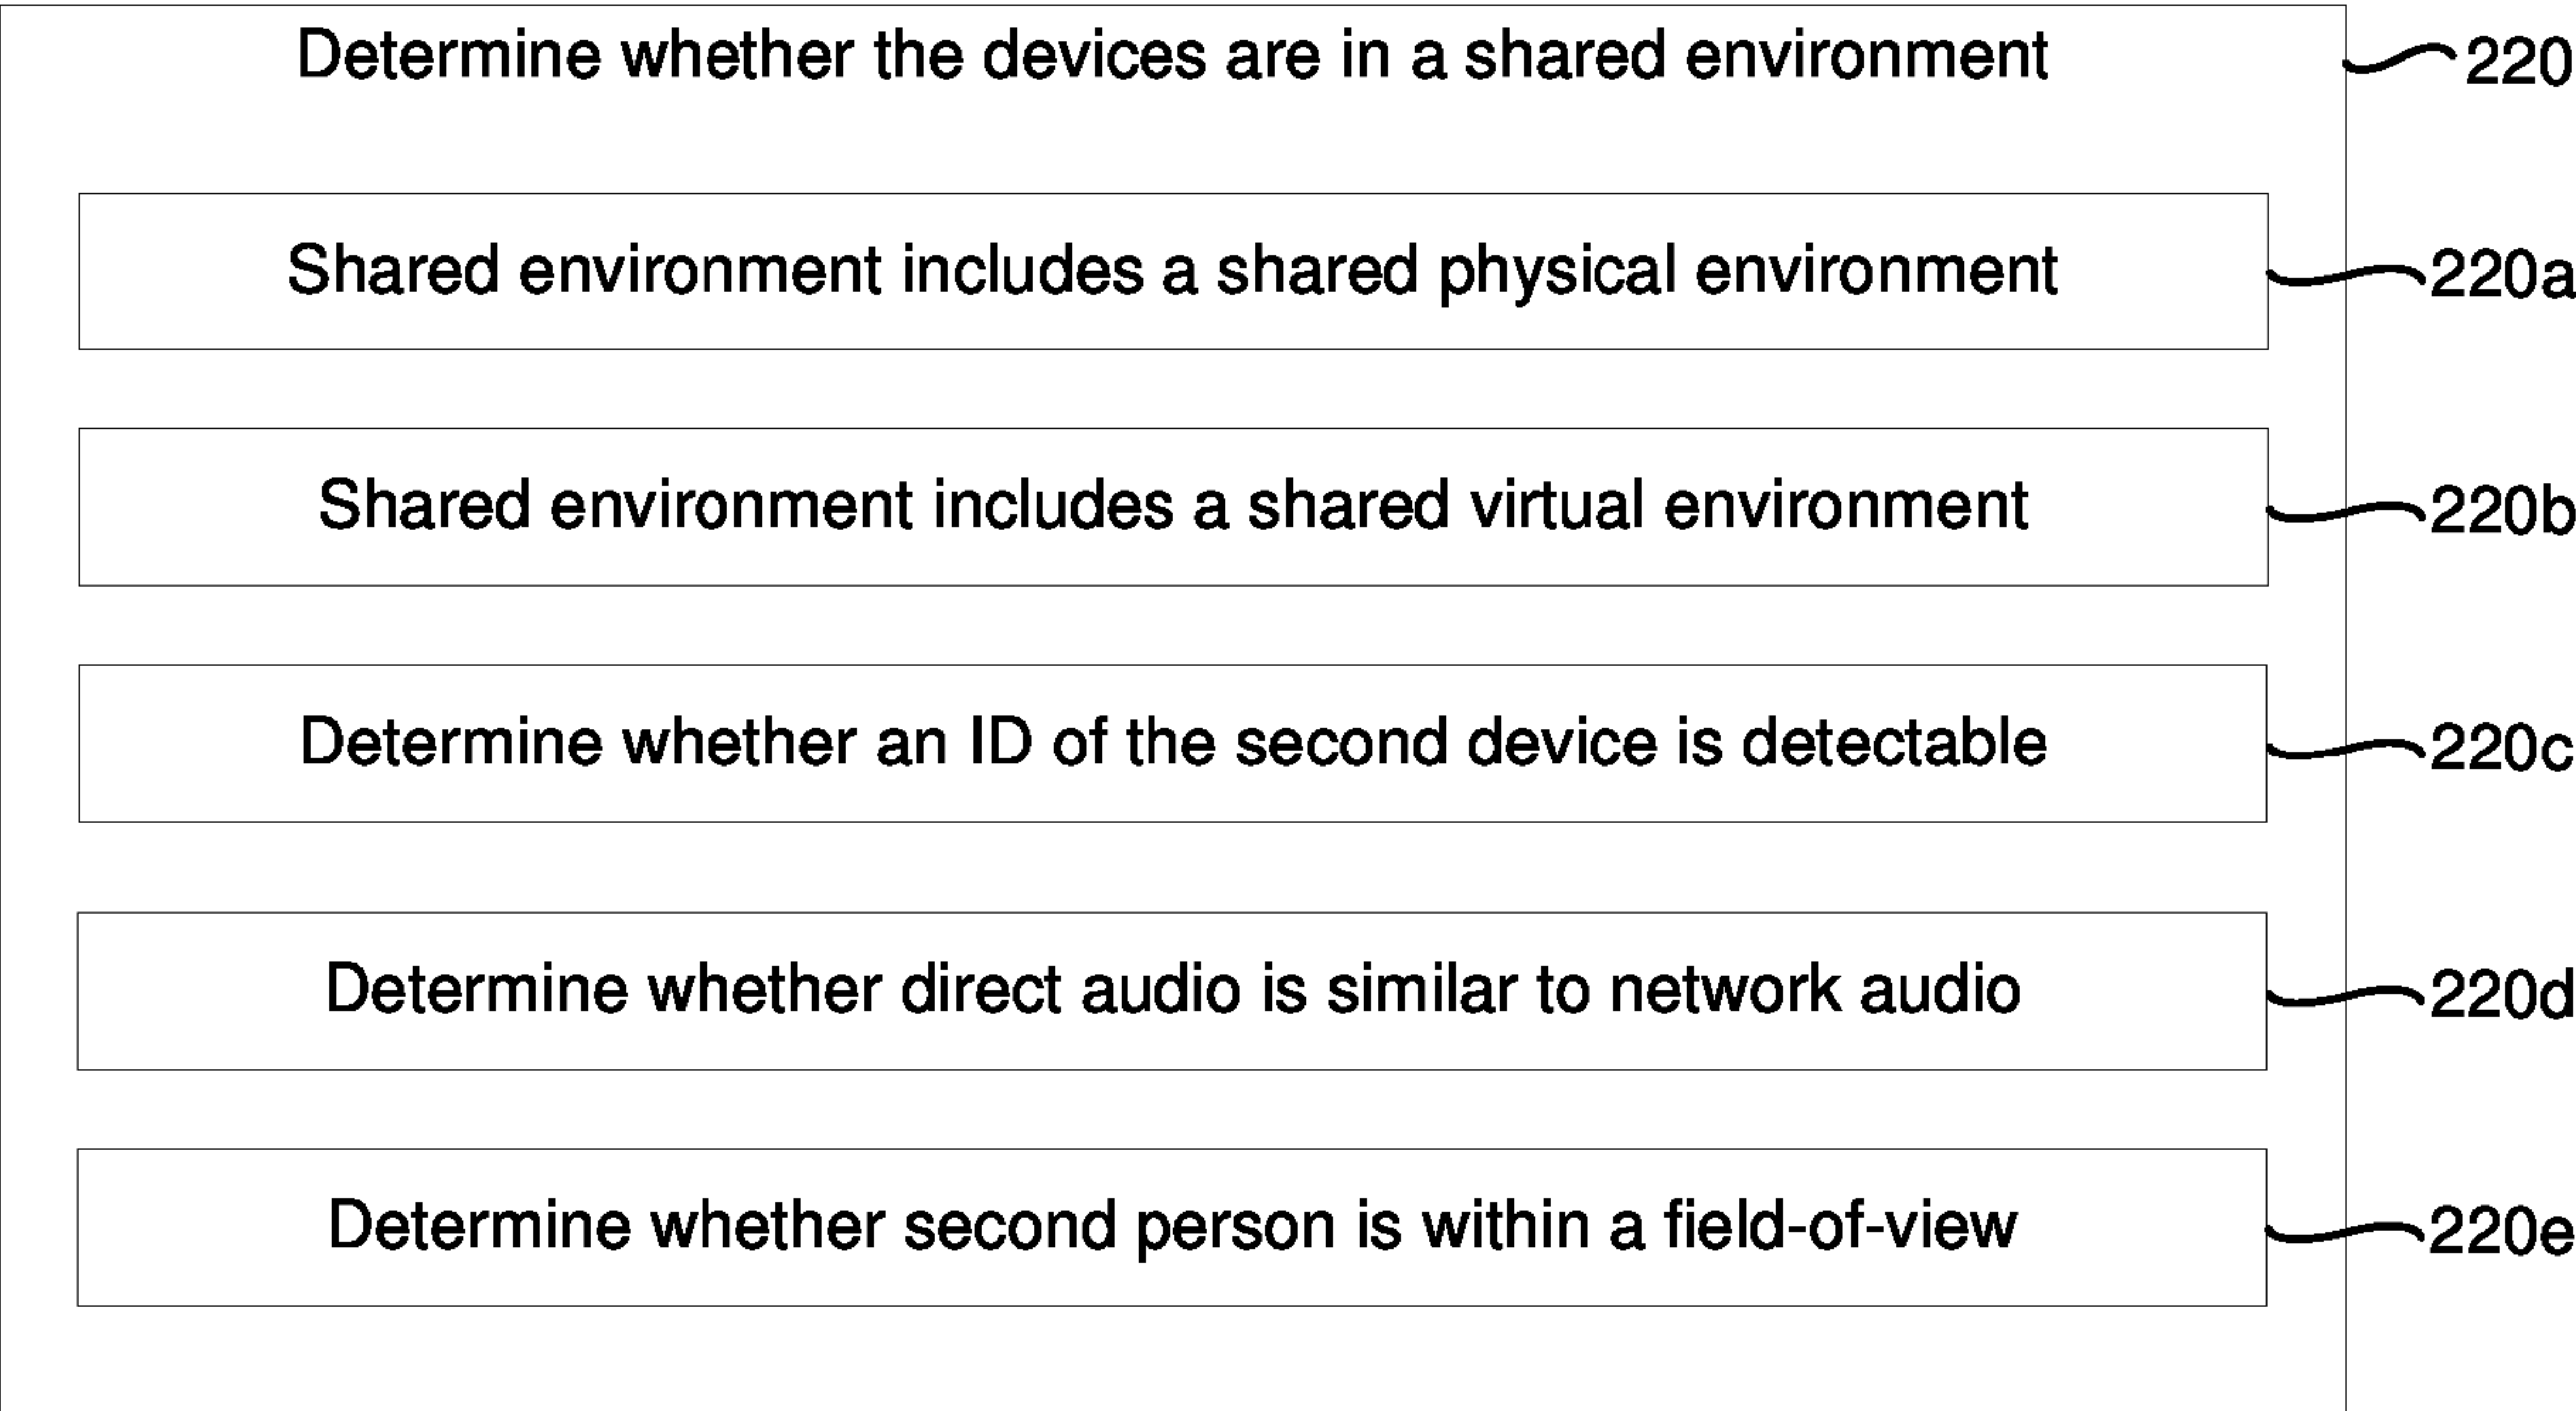 Determine whether the devices are in a shared environment 220
Shared environment includes a shared physical environment 220a
Shared environment includes a shared virtual environment 220b
Determine whether an ID of the second device is detectable 220c
Determine whether direct audio is similar to network audio 220d
Determine whether second person is within a field-of-view 220e